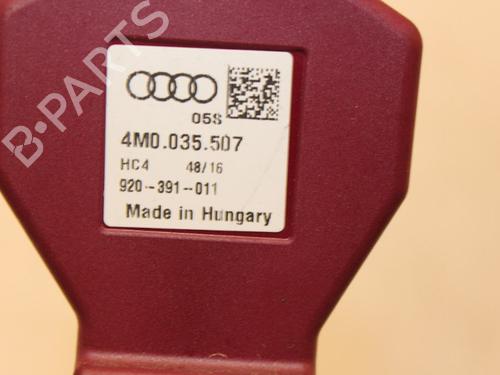 B-PARTS
05S
4M0.035.507
HC4 48/16
920-391-011
Made in Hungary